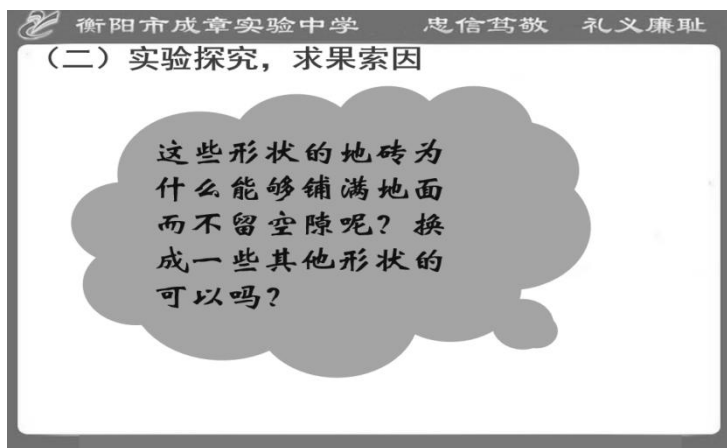 衡阳市成章实验中学 忠信笃敬 礼义廉耻
（二）实验探究，求果索因
这些形状的地砖为
什么能够铺满地面
而不留空隙呢？换
成一些其他形状的
可以吗？